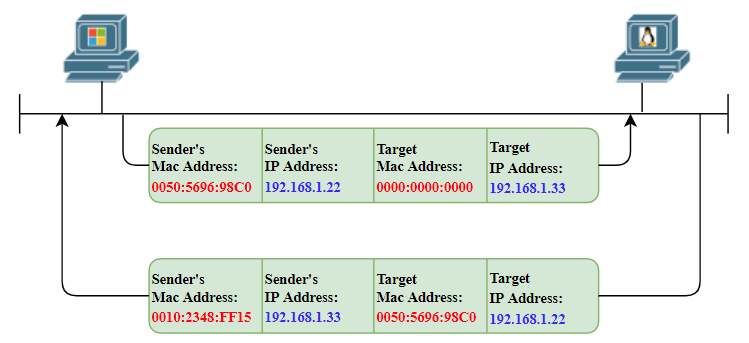 Sender's
Mac Address:
0050:5696:98C0
Sender's
IP Address:
192.168.1.22
Target
Mac Address:
0000:0000:0000
Target
IP Address:
192.168.1.33
Sender's
Mac Address:
0010:2348:FF15
Sender's
IP Address:
192.168.1.33
Target
Mac Address:
0050:5696:98C0
Target
IP Address:
192.168.1.22